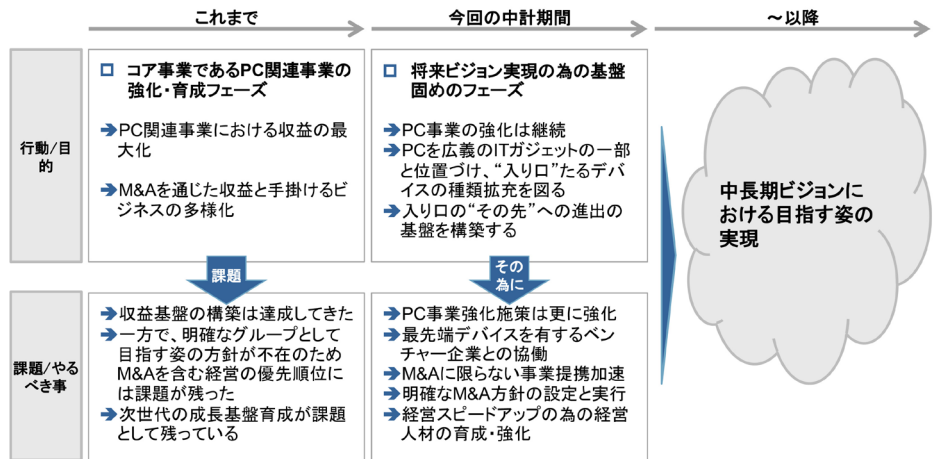 これまで
今回の中計期間
～以降
行動/目
的
□ コア事業であるPC関連事業の
強化・育成フェーズ
➔PC関連事業における収益の最
大化
➔M&Aを通じた収益と手掛けるビ
ジネスの多様化
□ 将来ビジョン実現の為の基盤
固めのフェーズ
➔PC事業の強化は継続
➔PCを広義のITガジェットの一部
と位置づけ、“入り口”たるデバ
イスの種類拡充を図る
➔入り口の“その先”への進出の
基盤を構築する
中長期ビジョンに
おける目指す姿の
実現
課題
その
為に
課題/やる
べき事
➔収益基盤の構築は達成してきた
➔一方で、明確なグループとして
目指す姿の方針が不在のため
M&Aを含む経営の優先順位に
は課題が残った
➔次世代の成長基盤育成が課題
として残っている
➔PC事業強化施策は更に強化
➔最先端デバイスを有するベン
チャー企業との協働
➔M&Aに限らない事業提携加速
➔明確なM&A方針の設定と実行
➔経営スピードアップの為の経営
人材の育成・強化